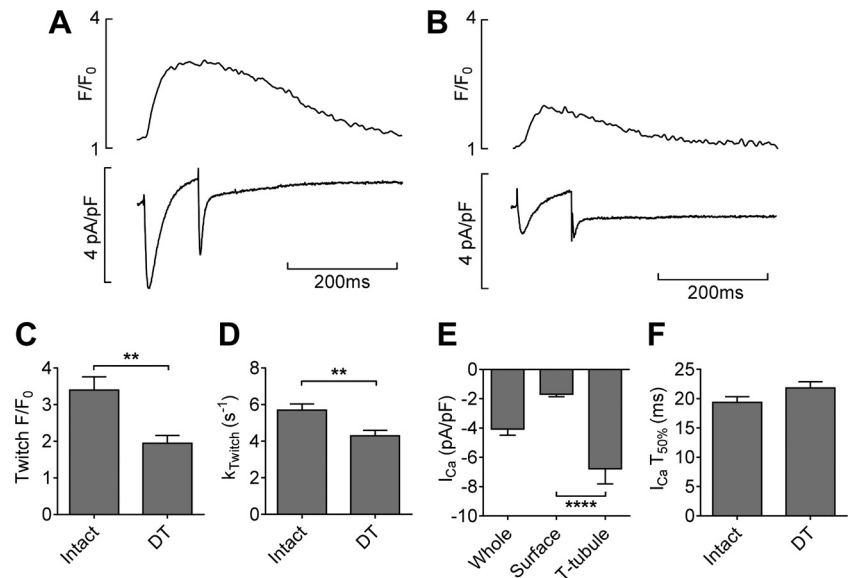 A
B
4
F/F0
1
4
F/F0
1
4 pA/pF
4 pA/pF
200ms
200ms
C
D
E
F
Twitch F/F0
4
3
2
1
0
**
Intact
DT
kTwitch (s-1)
8
6
4
2
0
**
Intact
DT
ICa (pA/pF)
0
-2
-4
-6
-8
-10
****
Whole
Surface
T-tubule
ICa T50% (ms)
25
20
15
10
5
0
Intact
DT